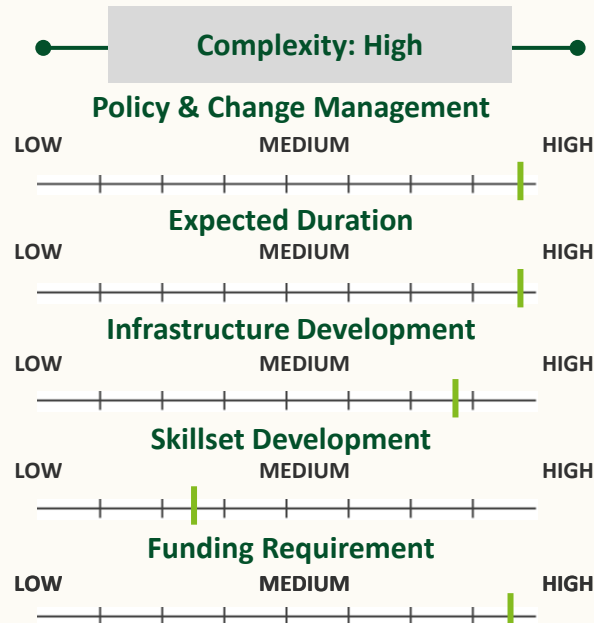 Complexity: High
Policy & Change Management
LOW MEDIUM HIGH
Expected Duration
LOW MEDIUM HIGH
Infrastructure Development
LOW MEDIUM HIGH
Skillset Development
LOW MEDIUM HIGH
Funding Requirement
LOW MEDIUM HIGH